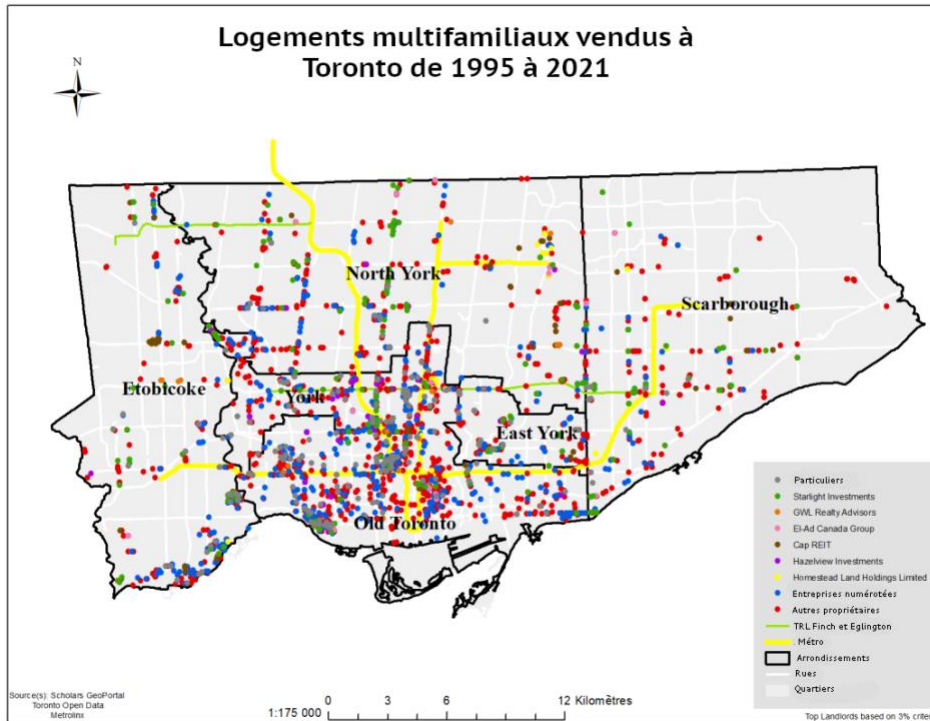 Logements multifamiliaux vendus à
Toronto de 1995 à 2021
N
North York
Scarborough
Etobicoke
York
East York
Old Toronto
Particuliers
Starlight Investments
GWL Realty Advisors
El-Ad Canada Group
Cap REIT
Hazelview Investments
Homestead Land Holdings Limited
Entreprises numérotées
Autres propriétaires
TRL Finch et Eglington
Métro
Arrondissements
Rues
Quartiers
Source(s): Scholars GeoPortal
Toronto Open Data
Metrolinx
1:175 000
0 3 6 12 Kilomètres
Top Landlords based on 3% criter